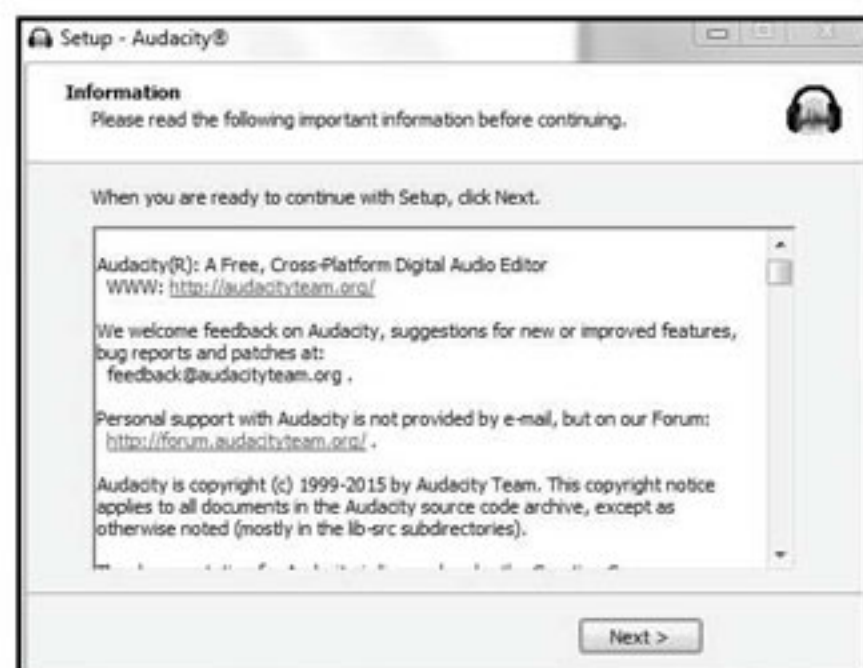 Setup - Audacity®
Information
Please read the following important information before continuing.
When you are ready to continue with Setup, click Next.
Audacity(R): A Free, Cross-Platform Digital Audio Editor
WWW: http://audacityteam.org/
We welcome feedback on Audacity, suggestions for new or improved features,
bug reports and patches at:
feedback@audacityteam.org .
Personal support with Audacity is not provided by e-mail, but on our Forum:
http://forum.audacityteam.org/ .
Audacity is copyright (c) 1999-2015 by Audacity Team. This copyright notice
applies to all documents in the Audacity source code archive, except as
otherwise noted (mostly in the lib-src subdirectories).
Next >